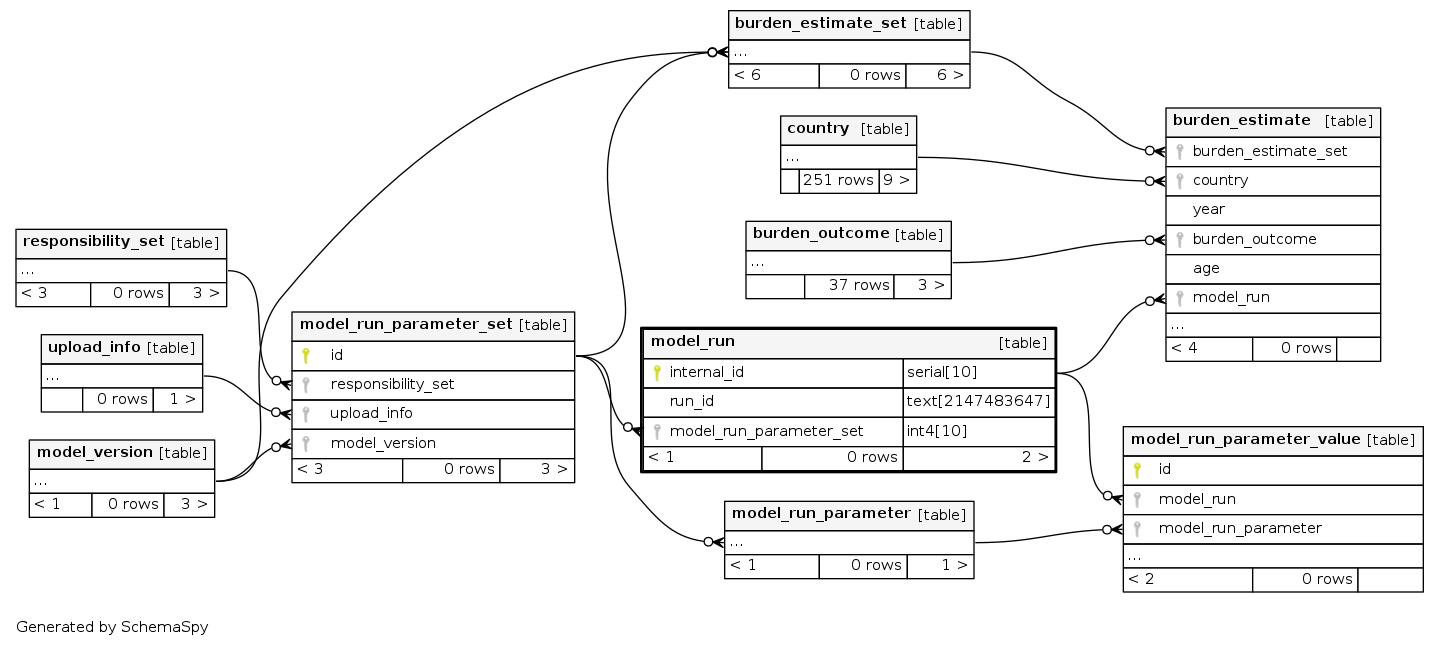 burden_estimate_set [table]
...
< 6 0 rows 6 >
country [table]
...
251 rows 9 >
burden_outcome [table]
...
37 rows 3 >
burden_estimate [table]
burden_estimate_set
country
year
burden_outcome
age
model_run
...
< 4 0 rows
responsibility_set [table]
...
< 3 0 rows 3 >
upload_info [table]
...
0 rows 1 >
model_version [table]
...
< 1 0 rows 3 >
model_run_parameter_set [table]
id
responsibility_set
upload_info
model_version
< 3 0 rows 3 >
model_run [table]
internal_id serial[10]
run_id text[2147483647]
model_run_parameter_set int4[10]
< 1 0 rows 2 >
model_run_parameter [table]
...
< 1 0 rows 1 >
model_run_parameter_value [table]
id
model_run
model_run_parameter
...
< 2 0 rows
Generated by SchemaSpy